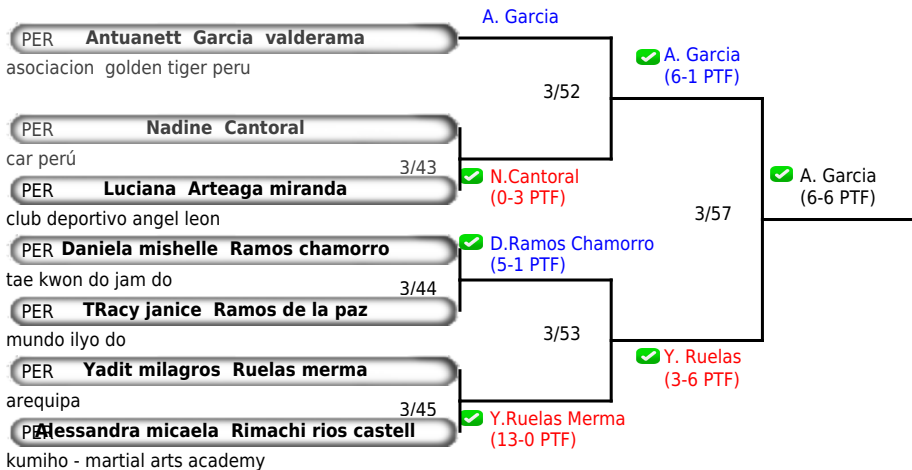 A. Garcia
PER Antuanett Garcia valderama
asociacion golden tiger peru
A. Garcia
(6-1 PTF)
3/52
PER Nadine Cantoral
car perú
3/43
N.Cantoral
(0-3 PTF)
PER Luciana Arteaga miranda
club deportivo angel leon
A. Garcia
(6-6 PTF)
3/57
PER Daniela mishelle Ramos chamorro
tae kwon do jam do
D.Ramos Chamorro
(5-1 PTF)
3/44
PER TRacy janice Ramos de la paz
mundo ilyo do
3/53
Y. Ruelas
(3-6 PTF)
PER Yadit milagros Ruelas merma
arequipa
3/45
Y.Ruelas Merma
(13-0 PTF)
PER Alessandra micaela Rimachi rios castell
kumiho - martial arts academy